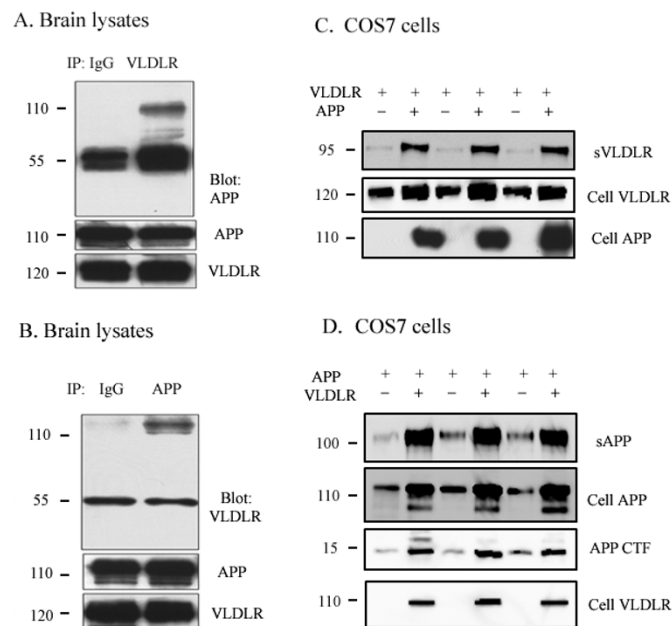 A. Brain lysates
IP: IgG VLDLR
110 –
55 –
Blot:
APP
110 – APP
120 – VLDLR
B. Brain lysates
IP: IgG APP
110 –
55 –
Blot:
VLDLR
110 – APP
120 – VLDLR
C. COS7 cells
VLDLR + + + + + +
APP – + – + – +
95 – sVLDLR
120 – Cell VLDLR
110 – Cell APP
D. COS7 cells
APP + + + + + +
VLDLR – + – + – +
100 – sAPP
110 – Cell APP
15 – APP CTF
110 – Cell VLDLR